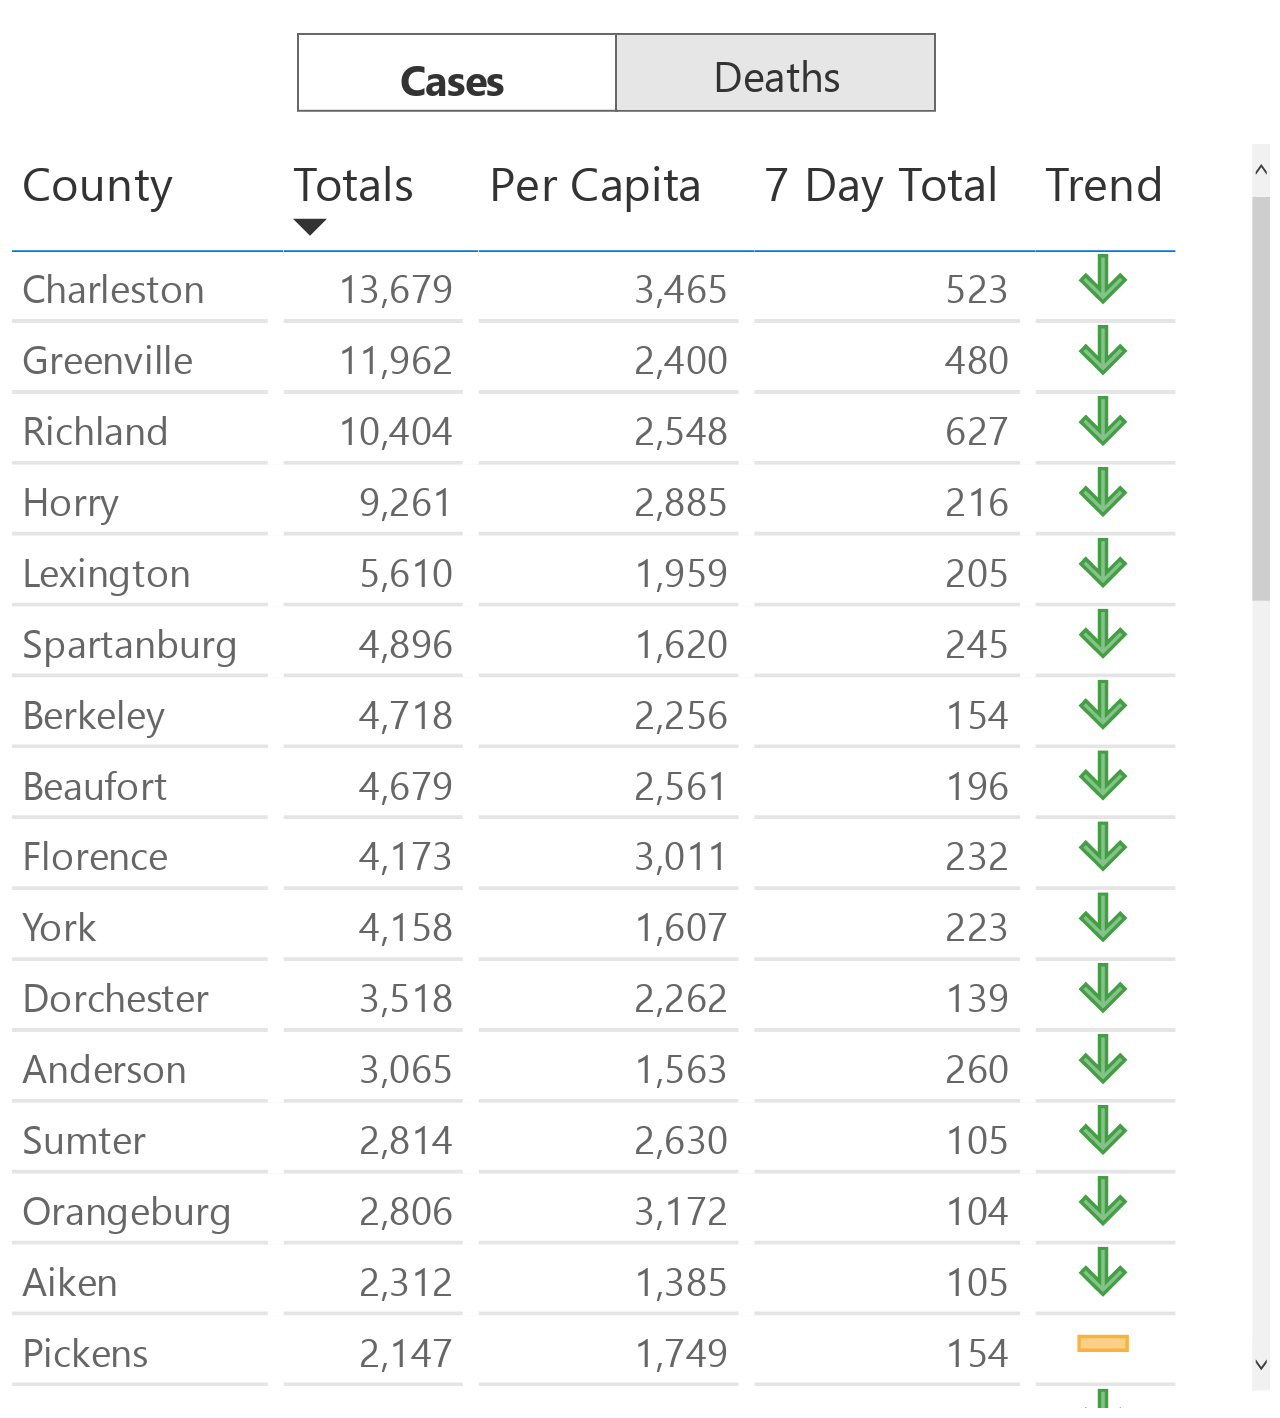 Cases Deaths
County Totals Per Capita 7 Day Total Trend
Charleston 13,679 3,465 523
Greenville 11,962 2,400 480
Richland 10,404 2,548 627
Horry 9,261 2,885 216
Lexington 5,610 1,959 205
Spartanburg 4,896 1,620 245
Berkeley 4,718 2,256 154
Beaufort 4,679 2,561 196
Florence 4,173 3,011 232
York 4,158 1,607 223
Dorchester 3,518 2,262 139
Anderson 3,065 1,563 260
Sumter 2,814 2,630 105
Orangeburg 2,806 3,172 104
Aiken 2,312 1,385 105
Pickens 2,147 1,749 154